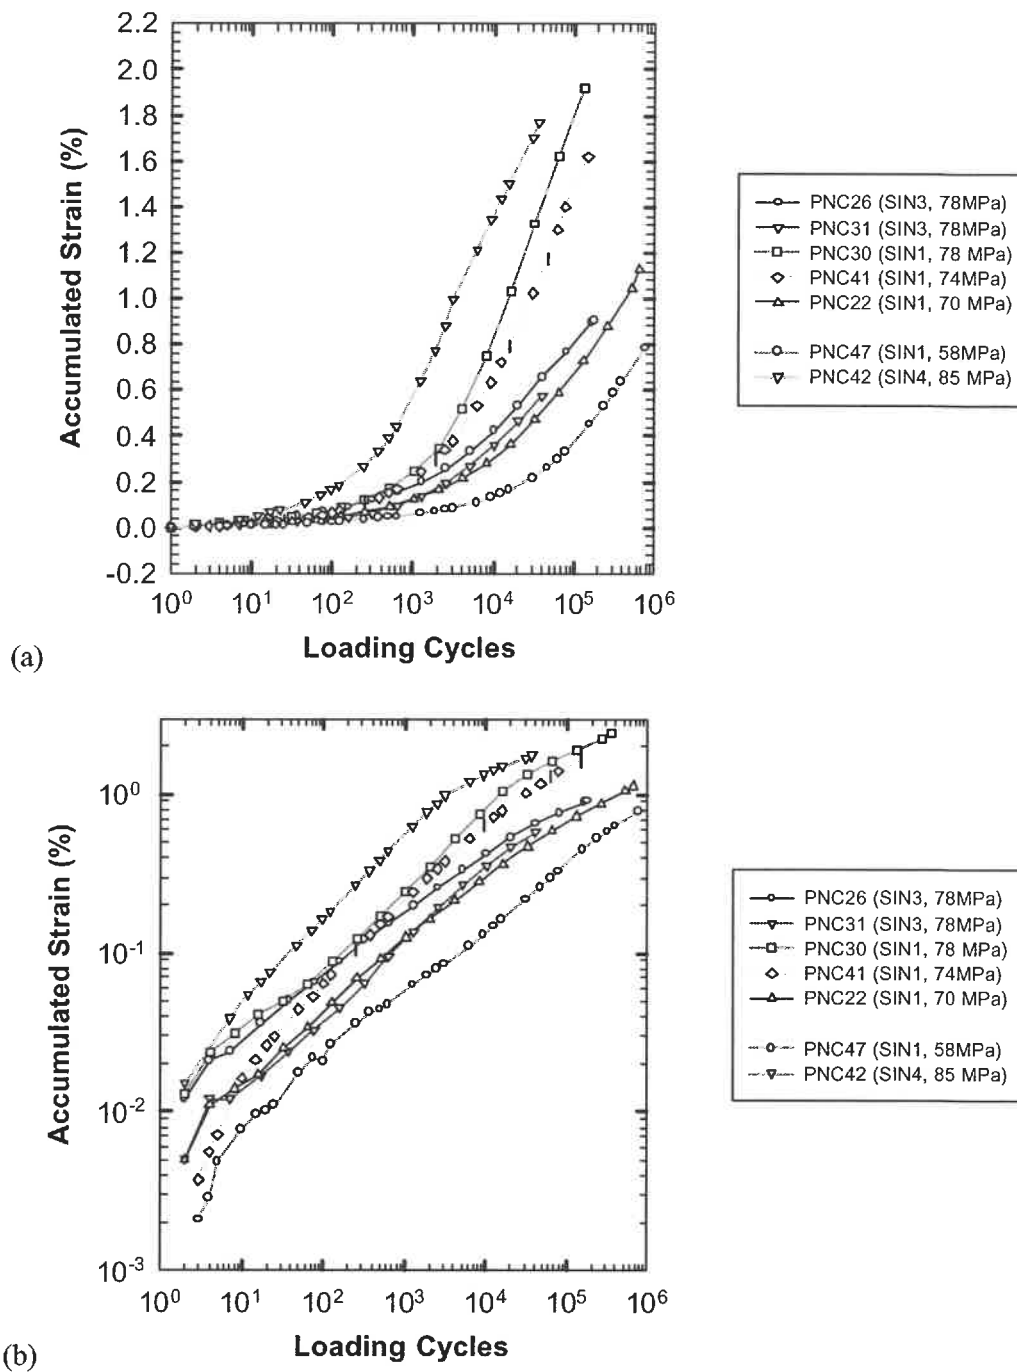 2.2
2.0
1.8
1.6
1.4
1.2
1.0
0.8
0.6
0.4
0.2
0.0
-0.2
Accumulated Strain (%)
10⁰ 10¹ 10² 10³ 10⁴ 10⁵ 10⁶
Loading Cycles
(a)
PNC26 (SIN3, 78MPa)
PNC31 (SIN3, 78MPa)
PNC30 (SIN1, 78 MPa)
PNC41 (SIN1, 74MPa)
PNC22 (SIN1, 70 MPa)
PNC47 (SIN1, 58MPa)
PNC42 (SIN4, 85 MPa)
10⁰
10⁻¹
10⁻²
10⁻³
Accumulated Strain (%)
10⁰ 10¹ 10² 10³ 10⁴ 10⁵ 10⁶
Loading Cycles
(b)
PNC26 (SIN3, 78MPa)
PNC31 (SIN3, 78MPa)
PNC30 (SIN1, 78 MPa)
PNC41 (SIN1, 74MPa)
PNC22 (SIN1, 70 MPa)
PNC47 (SIN1, 58MPa)
PNC42 (SIN4, 85 MPa)